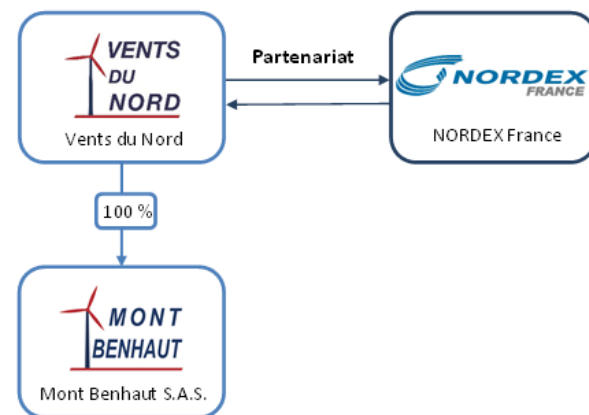 VENTS
DU
NORD
Vents du Nord
Partenariat
NORDEX
FRANCE
NORDEX France
100 %
MONT
BENHAUT
Mont Benhaut S.A.S.